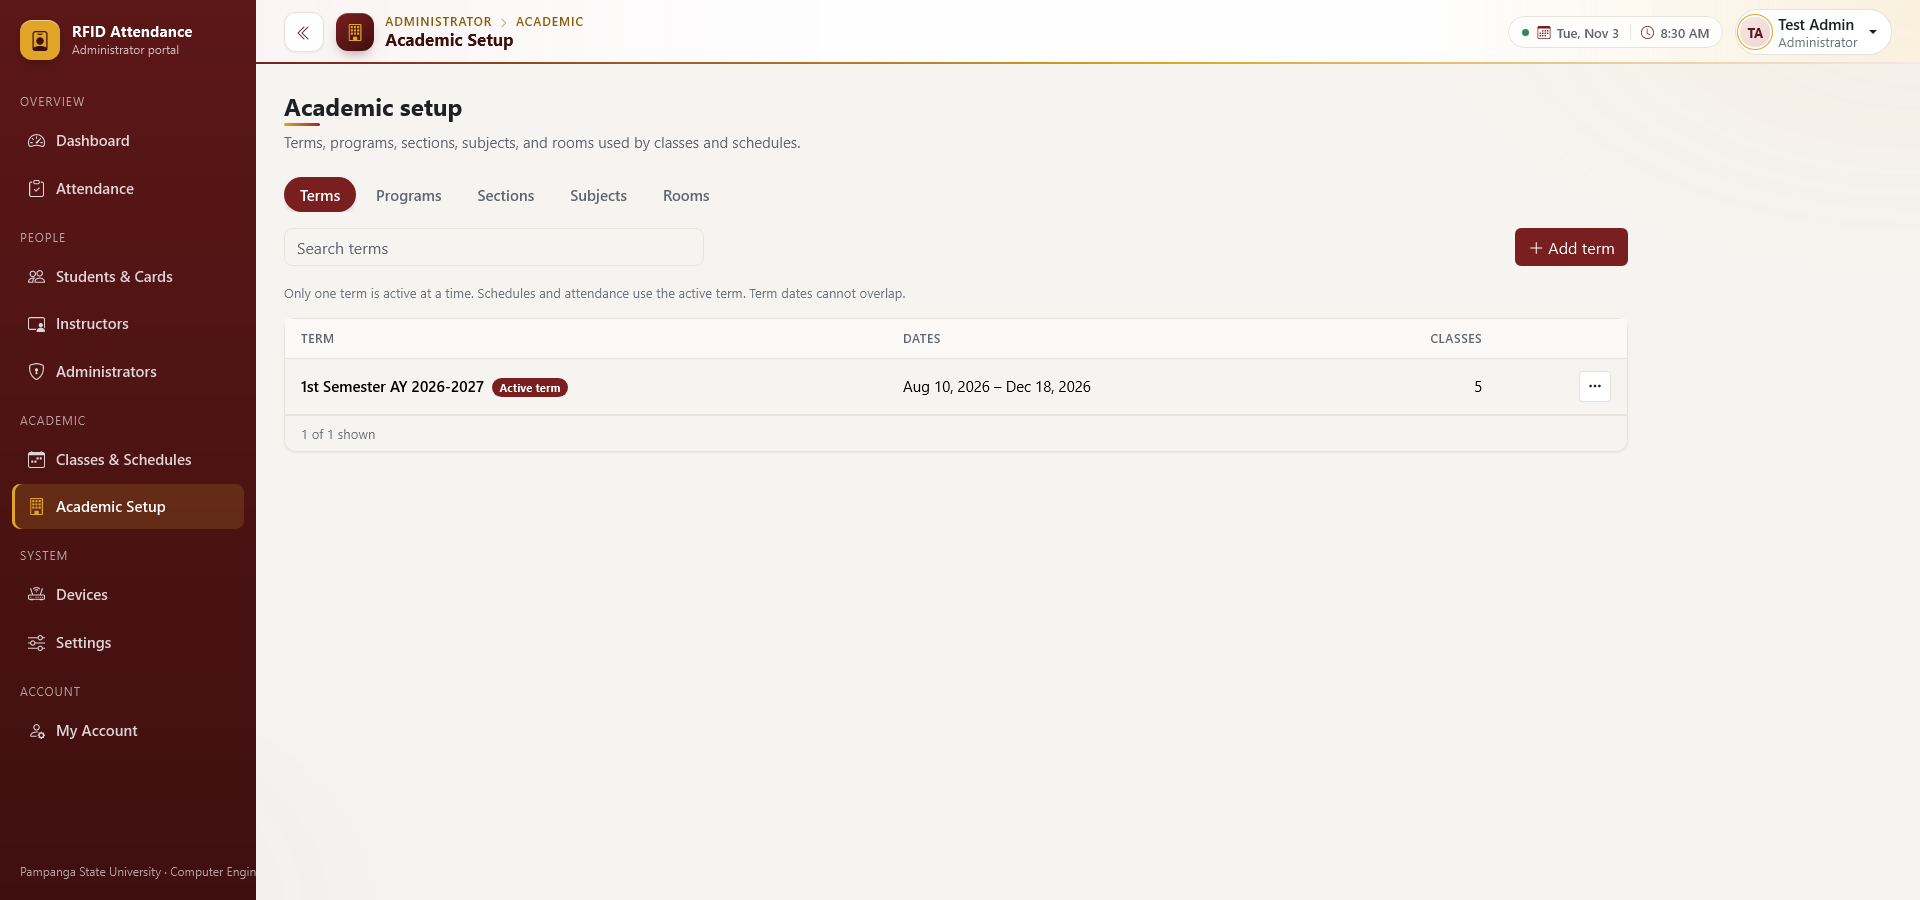 RFID Attendance
Administrator portal
OVERVIEW
Dashboard
Attendance
PEOPLE
Students & Cards
Instructors
Administrators
ACADEMIC
Classes & Schedules
Academic Setup
SYSTEM
Devices
Settings
ACCOUNT
My Account
Pampanga State University · Computer Engin
ADMINISTRATOR > ACADEMIC
Academic Setup
Tue, Nov 3
8:30 AM
TA
Test Admin
Administrator
Academic setup
Terms, programs, sections, subjects, and rooms used by classes and schedules.
Terms Programs Sections Subjects Rooms
Search terms
+ Add term
Only one term is active at a time. Schedules and attendance use the active term. Term dates cannot overlap.
TERM DATES CLASSES
1st Semester AY 2026-2027 Active term Aug 10, 2026 – Dec 18, 2026 5
1 of 1 shown